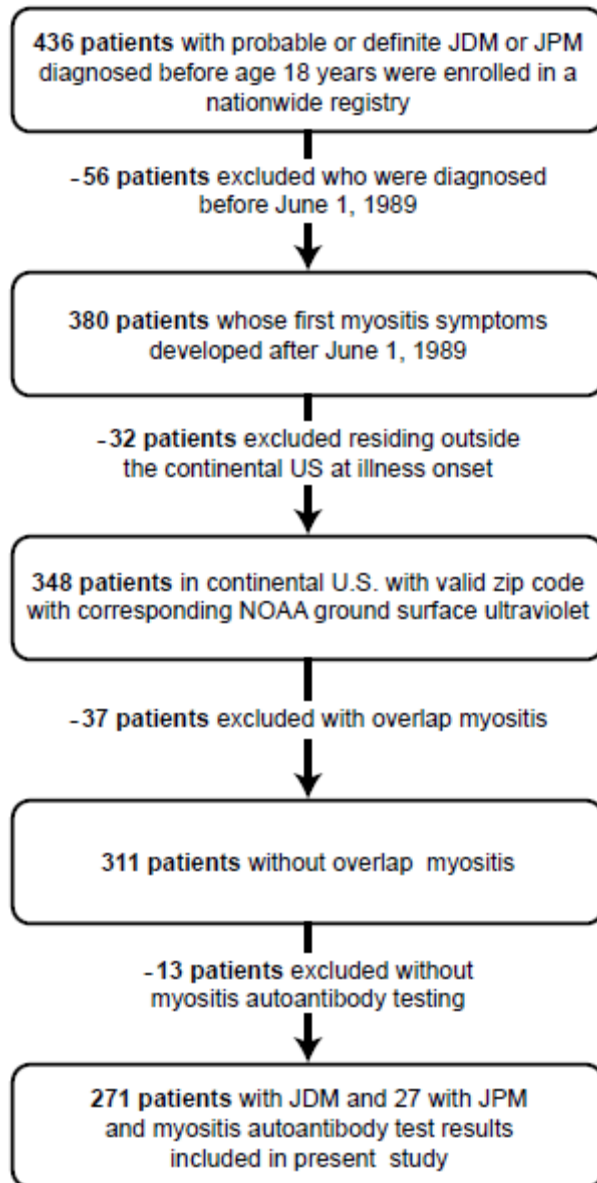 436 patients with probable or definite JDM or JPM
diagnosed before age 18 years were enrolled in a
nationwide registry
-56 patients excluded who were diagnosed
before June 1, 1989
380 patients whose first myositis symptoms
developed after June 1, 1989
-32 patients excluded residing outside
the continental US at illness onset
348 patients in continental U.S. with valid zip code
with corresponding NOAA ground surface ultraviolet
-37 patients excluded with overlap myositis
311 patients without overlap myositis
-13 patients excluded without
myositis autoantibody testing
271 patients with JDM and 27 with JPM
and myositis autoantibody test results
included in present study